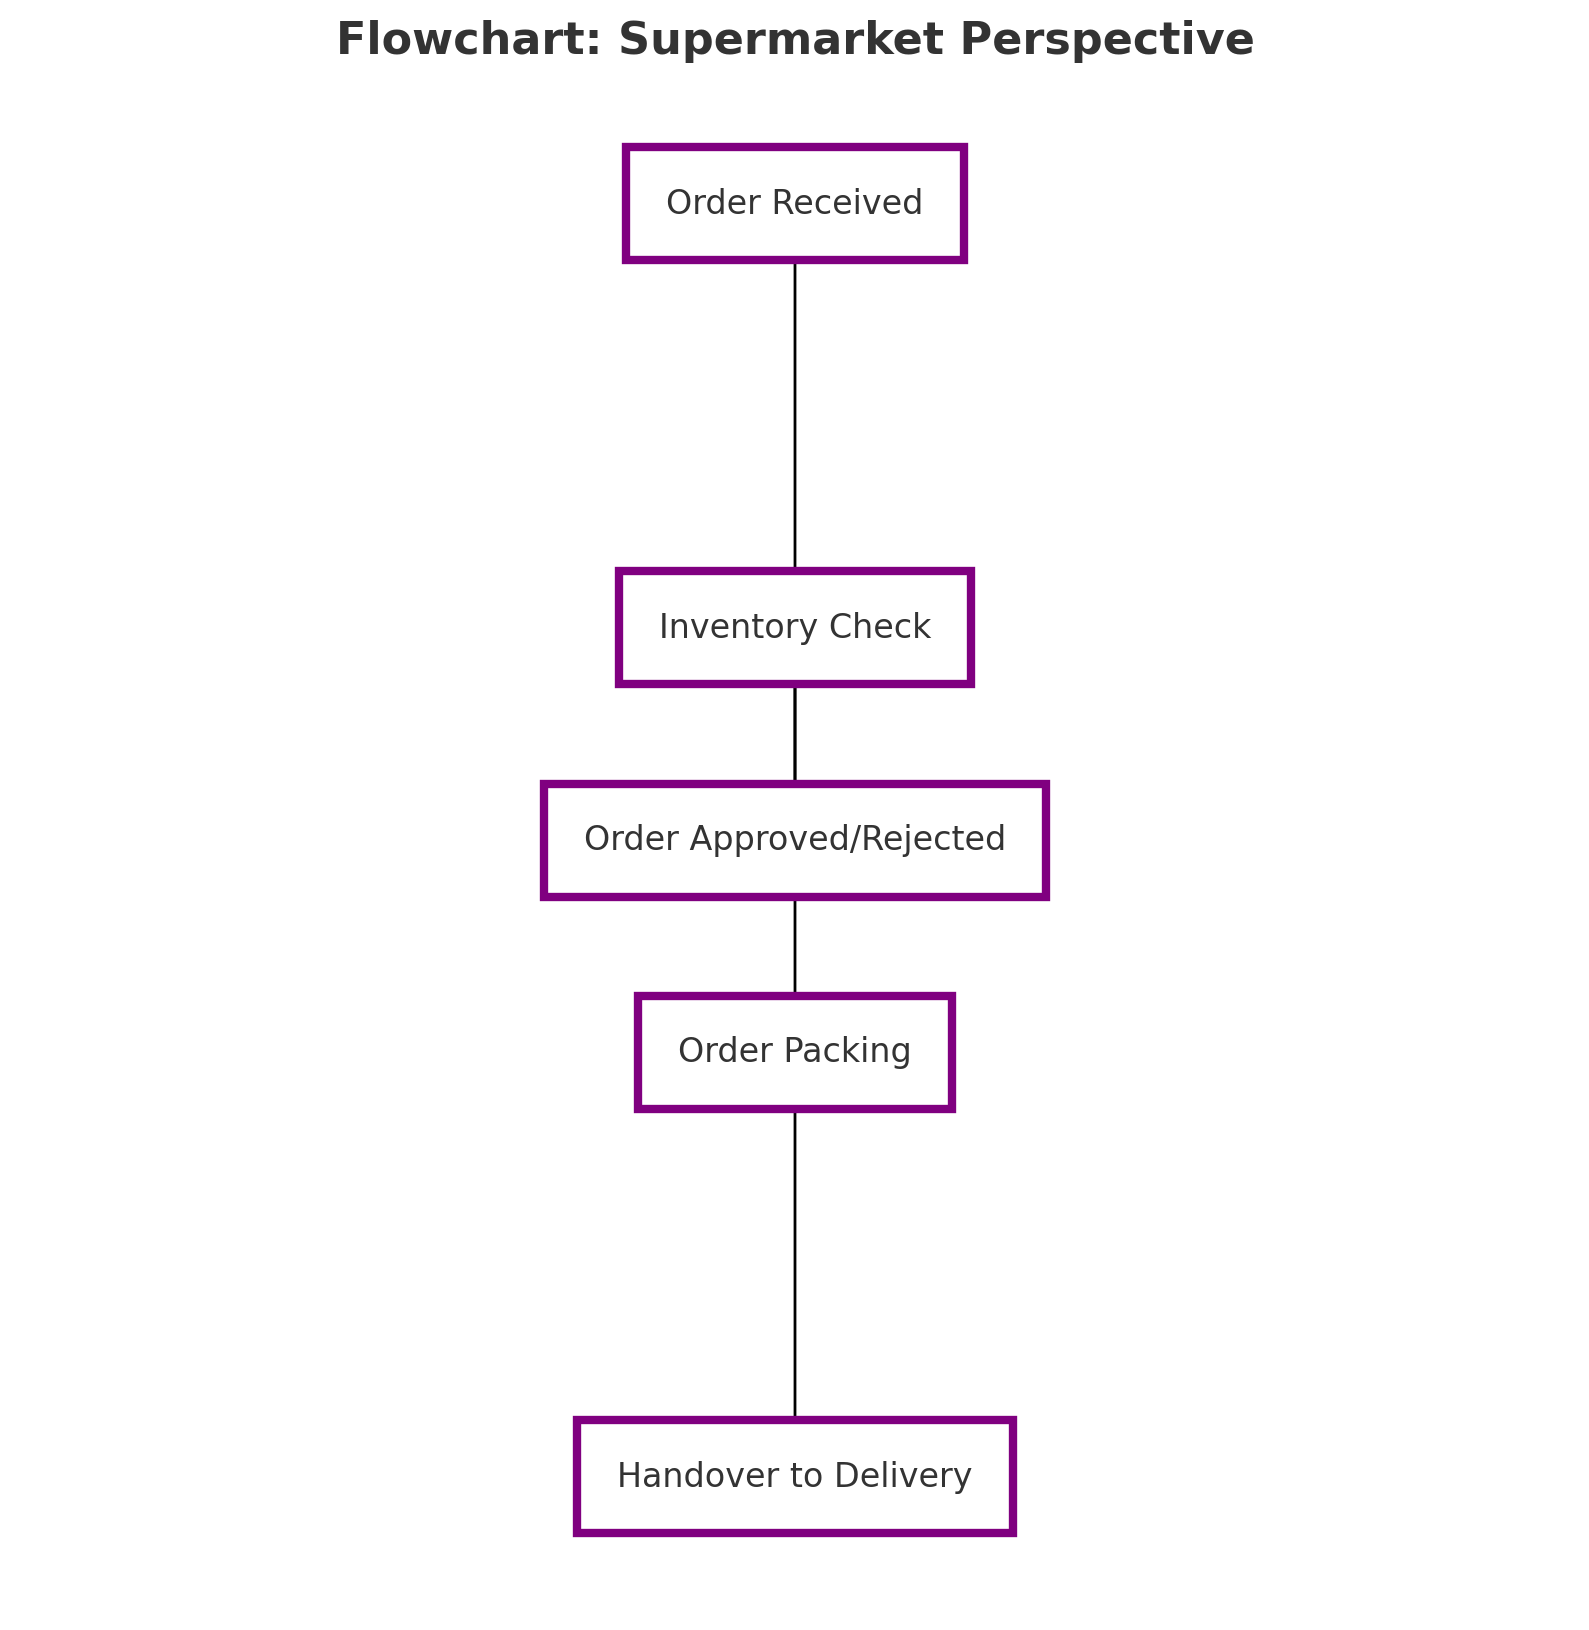 Flowchart: Supermarket Perspective
Order Received
Inventory Check
Order Approved/Rejected
Order Packing
Handover to Delivery